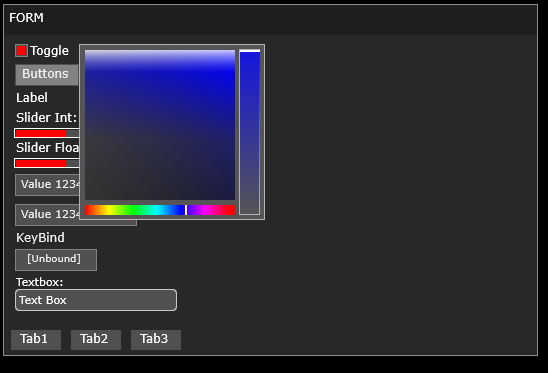 FORM
Toggle
Buttons
Label
Slider Int:
Slider Floa
Value 1234
Value 1234
KeyBind
[Unbound]
Textbox:
Text Box
Tab1 Tab2 Tab3